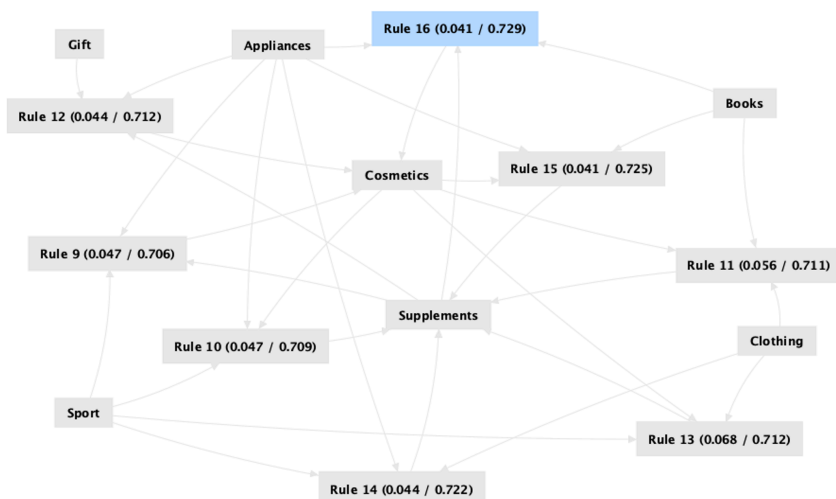 Rule 16 (0.041 / 0.729)
Gift
Appliances
Books
Rule 12 (0.044 / 0.712)
Rule 15 (0.041 / 0.725)
Cosmetics
Rule 9 (0.047 / 0.706)
Rule 11 (0.056 / 0.711)
Supplements
Clothing
Rule 10 (0.047 / 0.709)
Sport
Rule 13 (0.068 / 0.712)
Rule 14 (0.044 / 0.722)